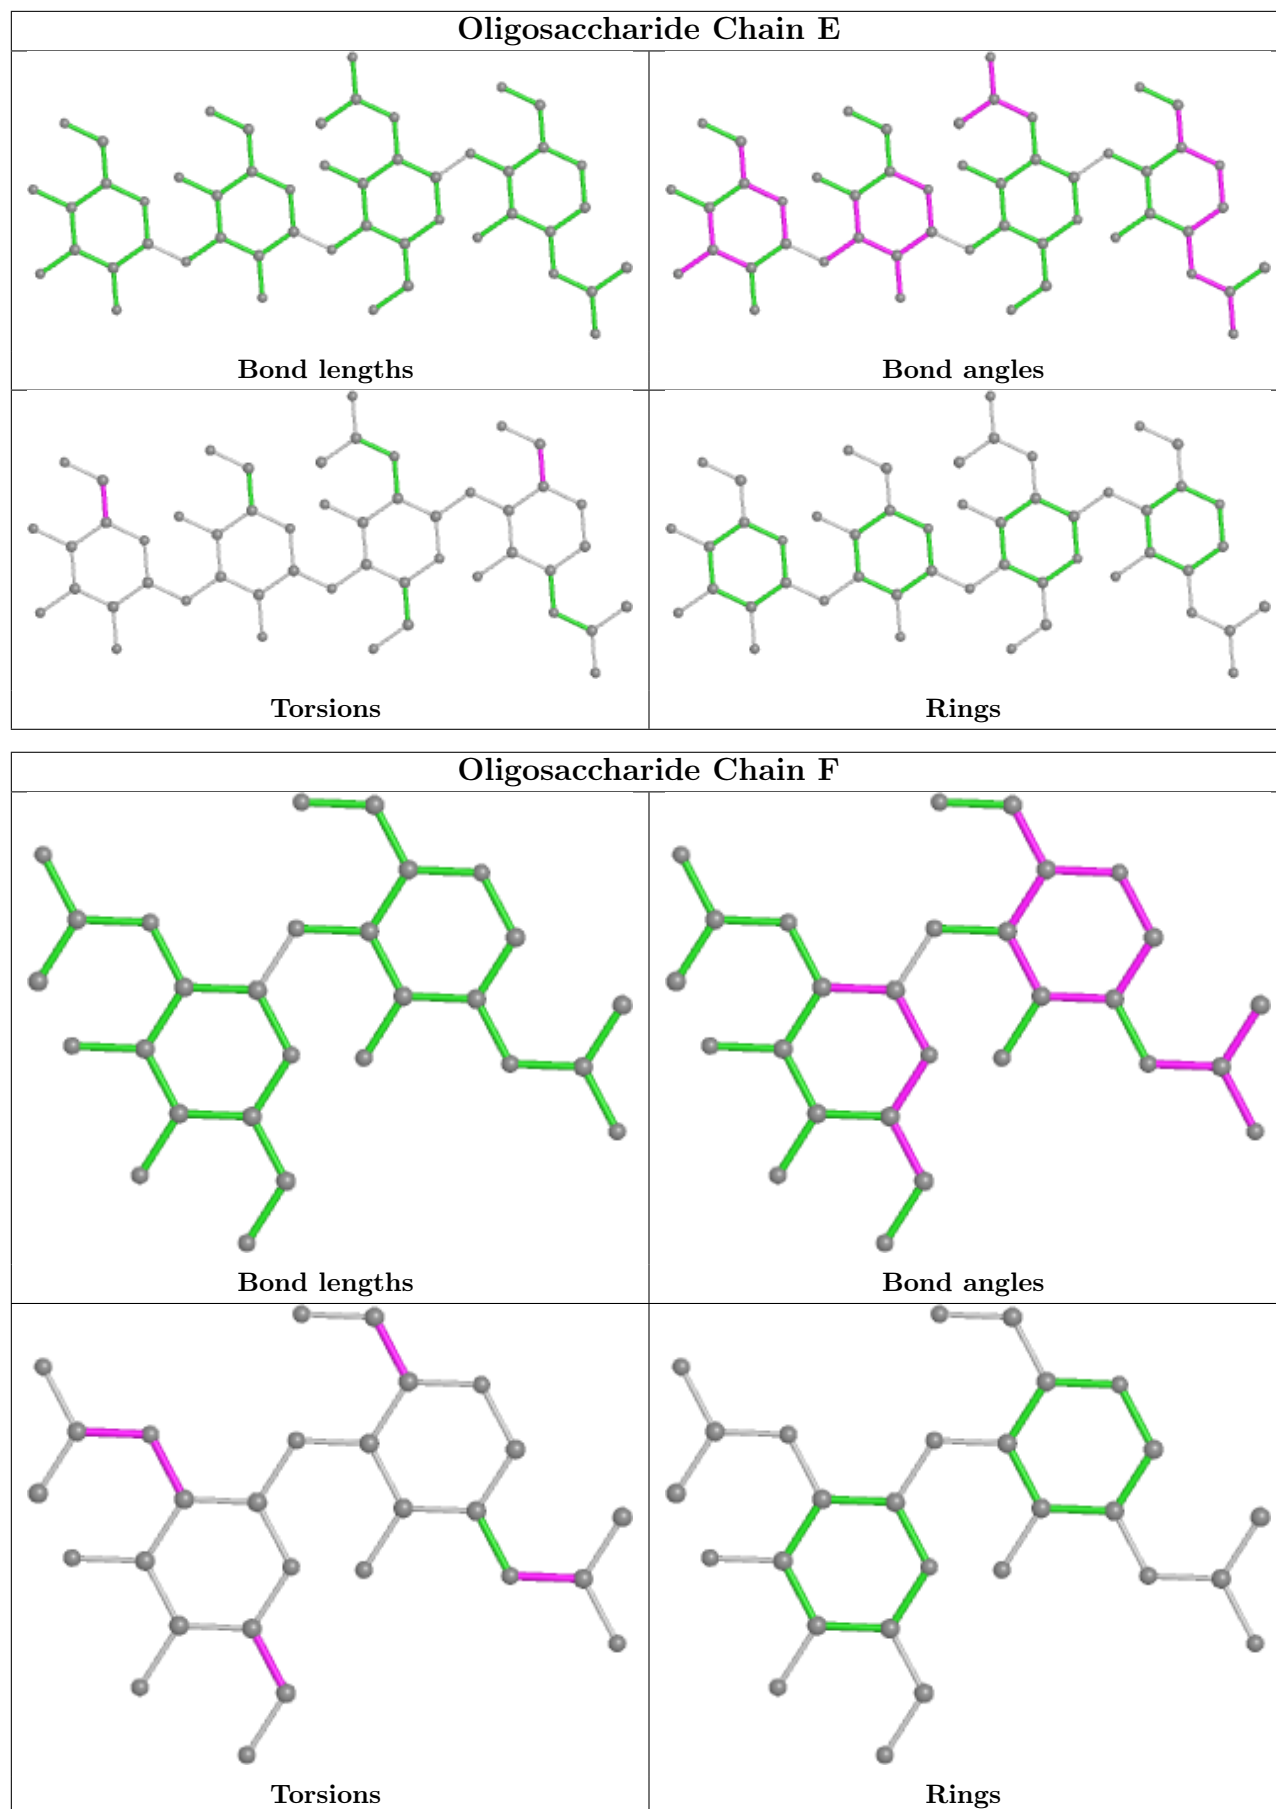 Oligosaccharide Chain E
Bond lengths
Bond angles
Torsions
Rings
Oligosaccharide Chain F
Bond lengths
Bond angles
Torsions
Rings